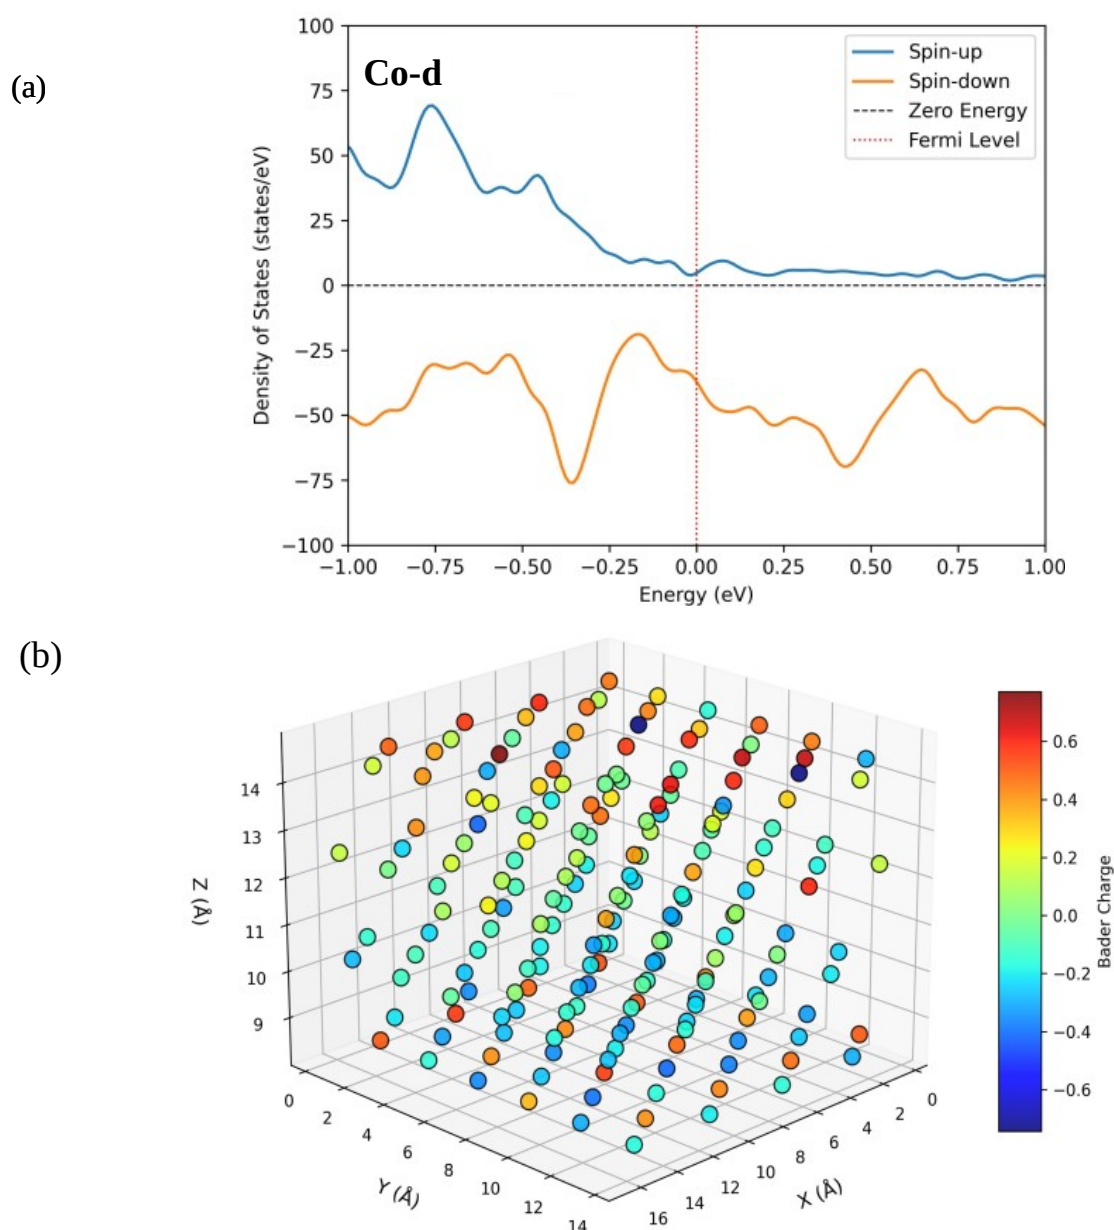 (a)
Co-d
Spin-up
Spin-down
Zero Energy
Fermi Level
Density of States (states/eV)
100
75
50
25
0
−25
−50
−75
−100
−1.00 −0.75 −0.50 −0.25 0.00 0.25 0.50 0.75 1.00
Energy (eV)
(b)
Z (Å)
14
13
12
11
10
9
0 2 4 6 8 10 12 14
Y (Å)
16 14 12 10 8 6 4 2 0
X (Å)
0.6
0.4
0.2
0.0
−0.2
−0.4
−0.6
Bader Charge